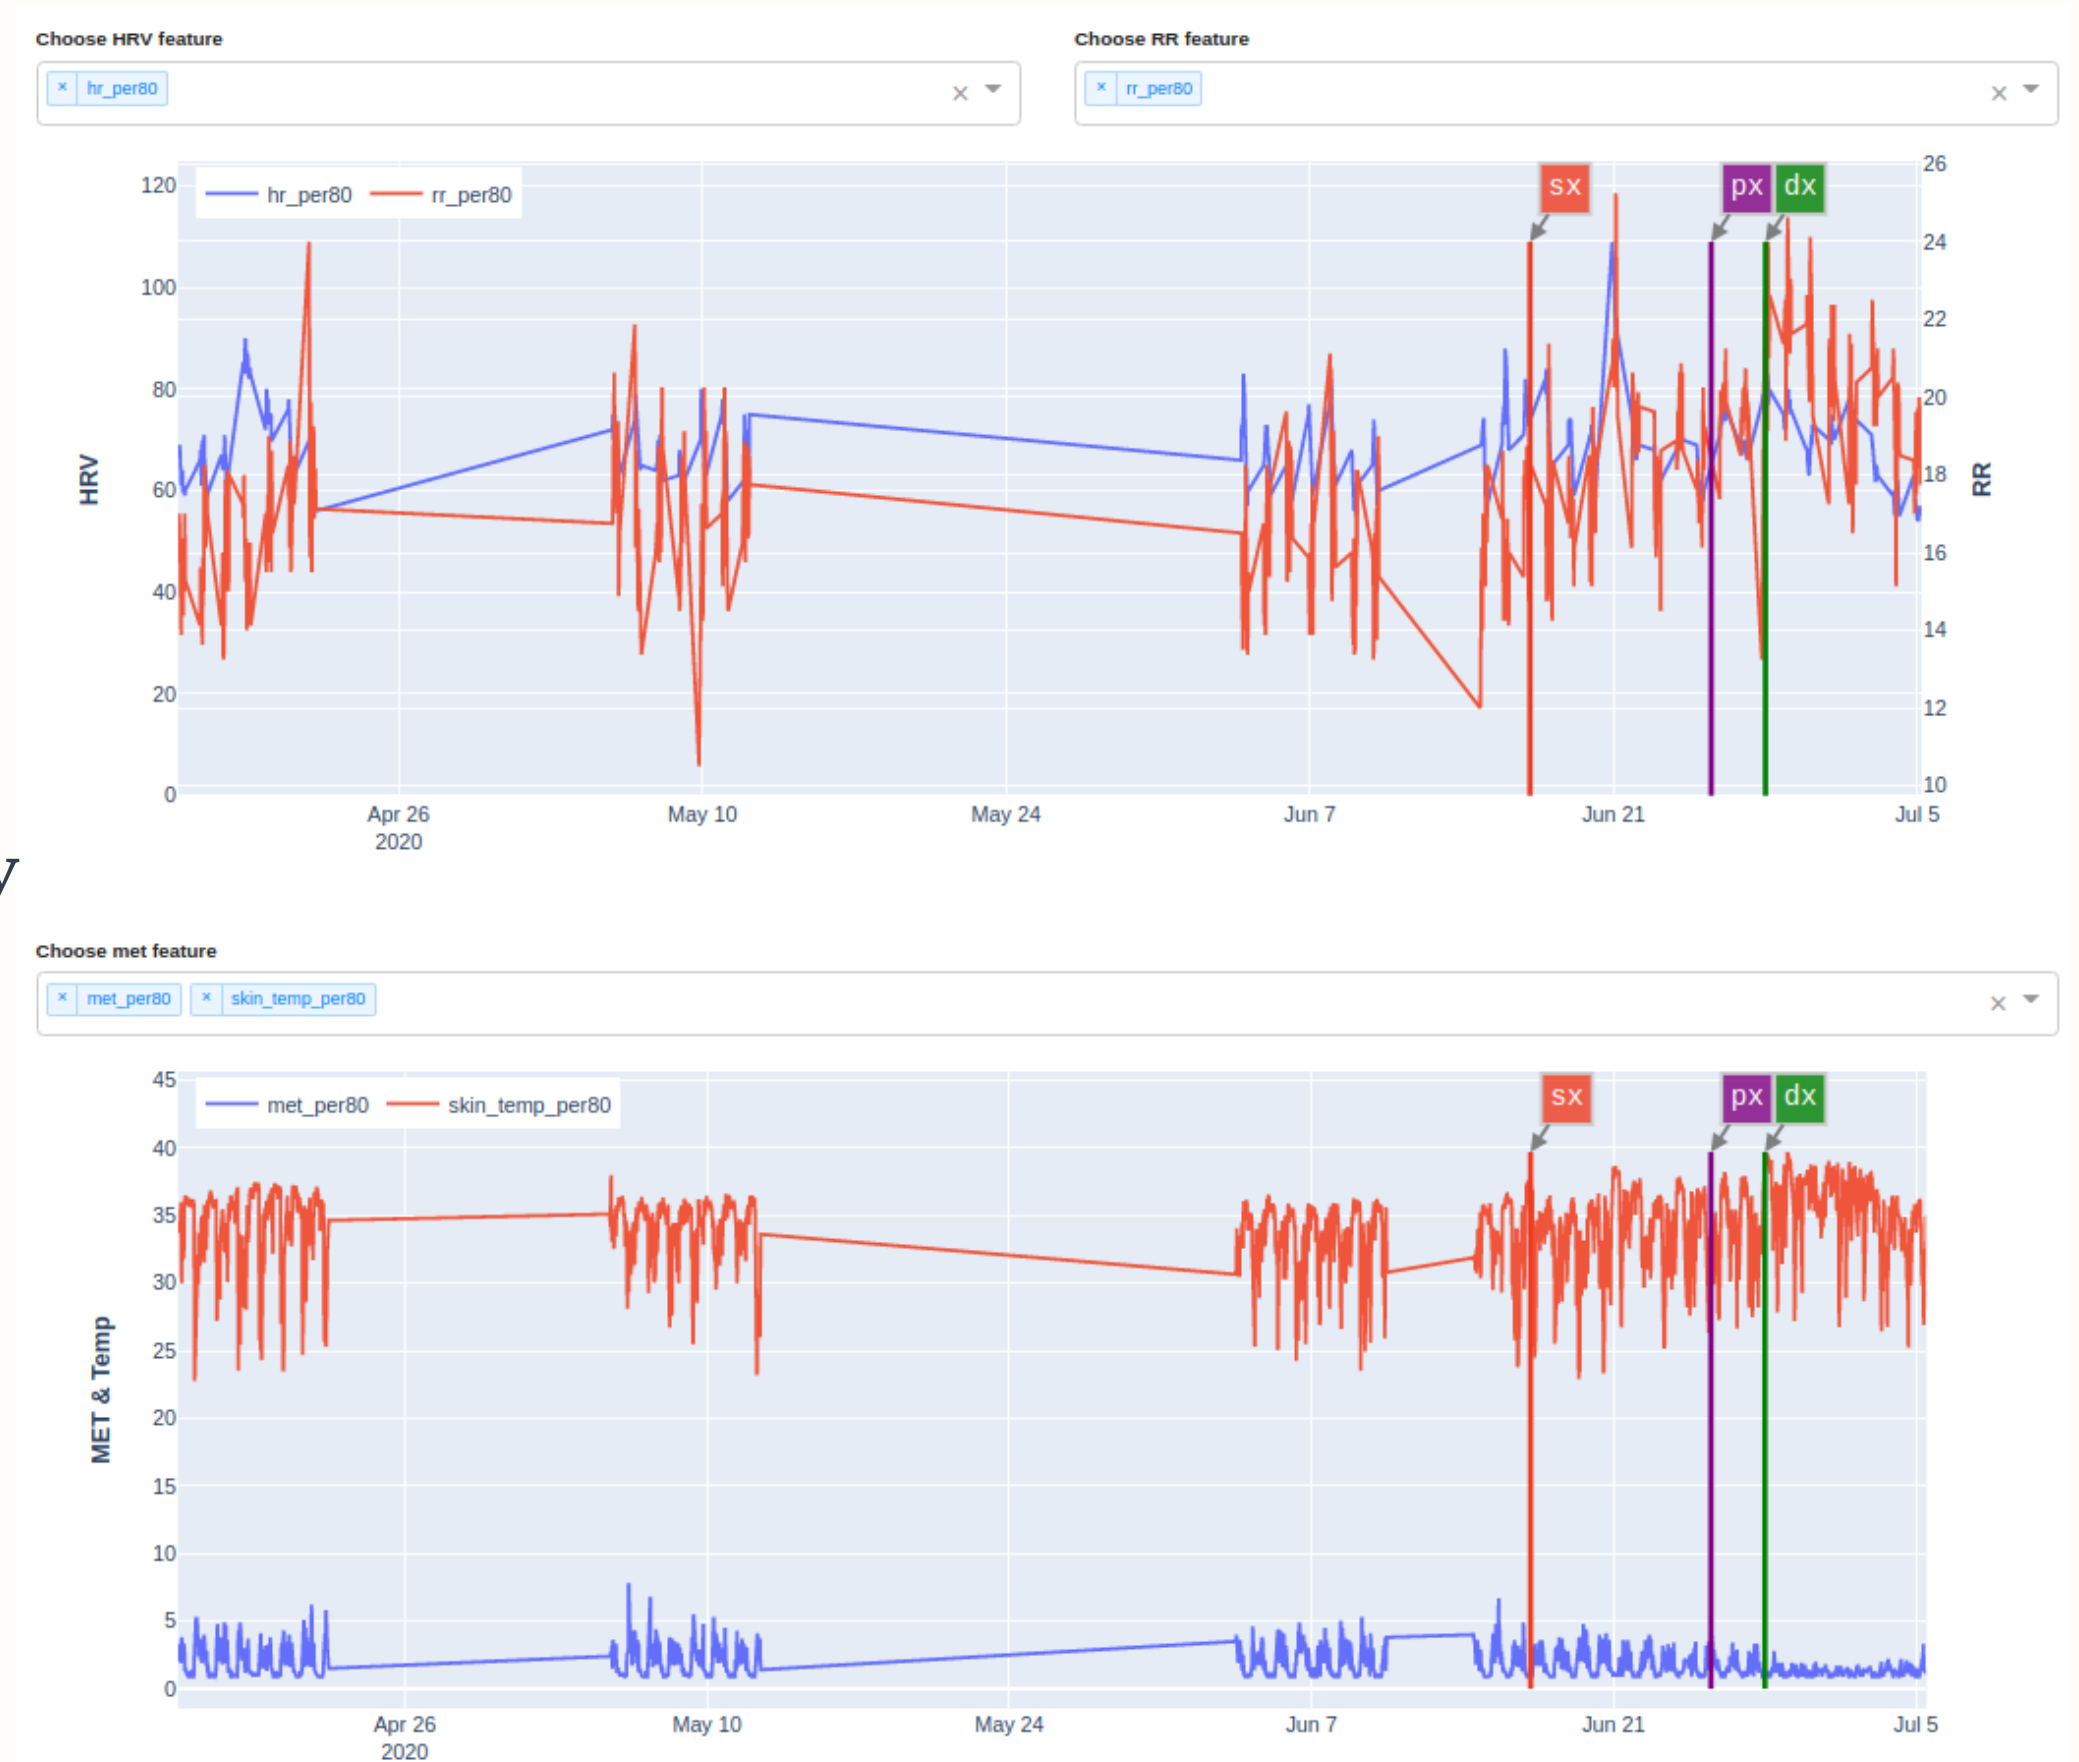 Choose HRV feature
Choose RR feature
× hr_per80 ×
× rr_per80 ×
hr_per80 rr_per80
sx px dx
120
100
80
60
40
20
0
HRV
26
24
22
20
18
16
14
12
10
RR
Apr 26 May 10 May 24 Jun 7 Jun 21 Jul 5
2020
y
Choose met feature
× met_per80 × skin_temp_per80 ×
met_per80 skin_temp_per80
sx px dx
45
40
35
30
25
20
15
10
5
0
MET & Temp
Apr 26 May 10 May 24 Jun 7 Jun 21 Jul 5
2020